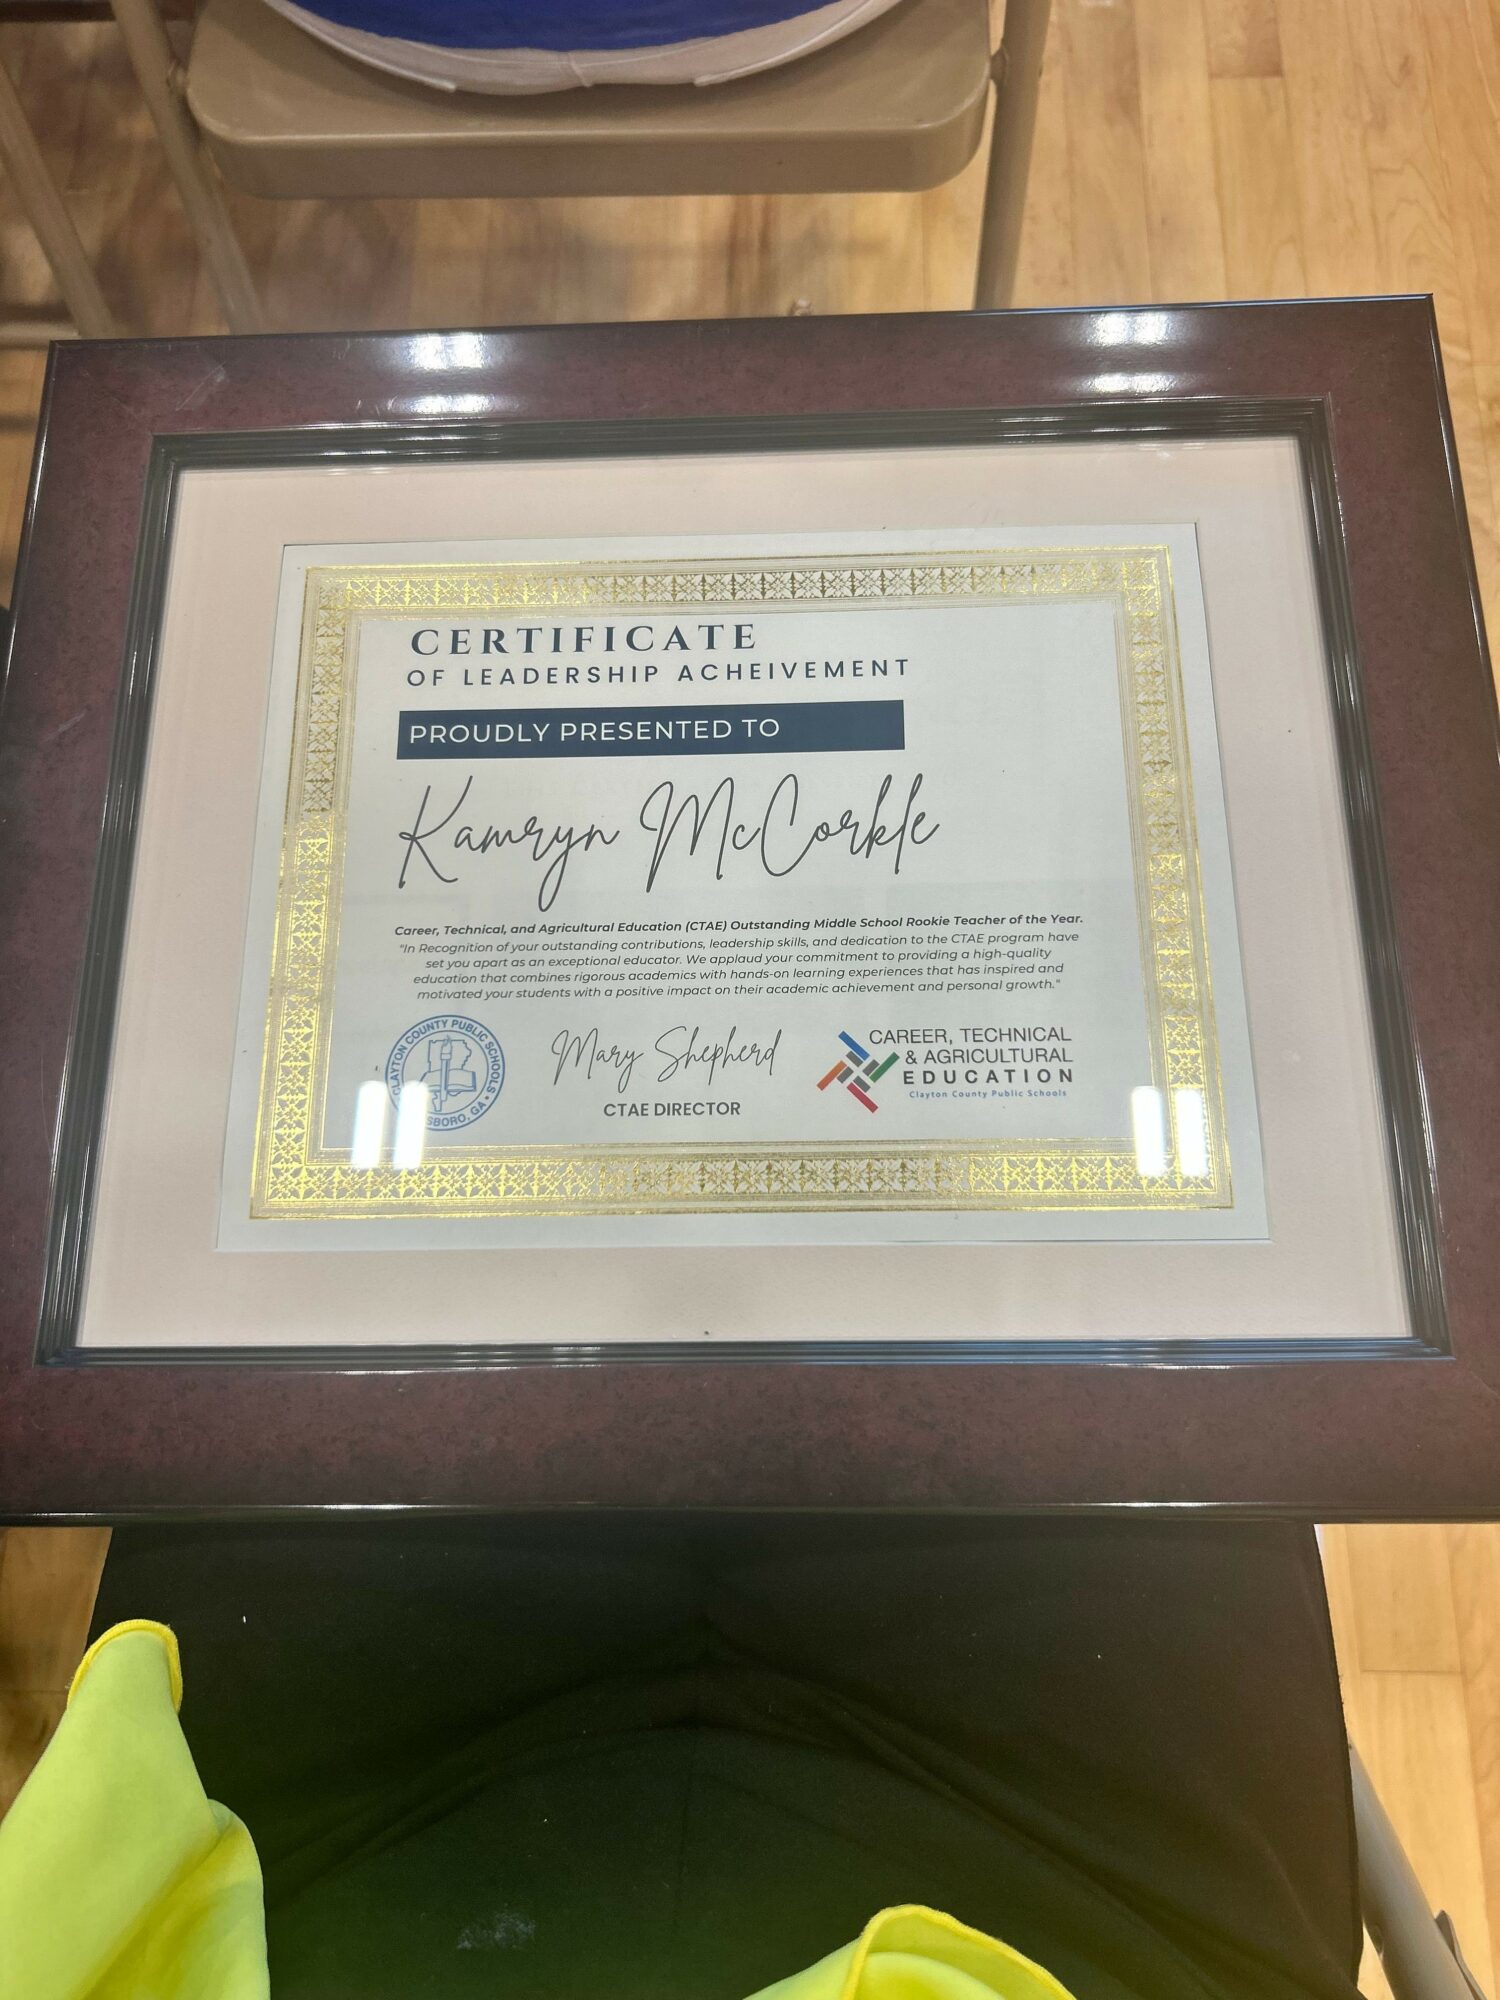 CERTIFICATE
OF LEADERSHIP ACHEIVEMENT
PROUDLY PRESENTED TO
Kamryn McCorkle
Career, Technical, and Agricultural Education (CTAE) Outstanding Middle School Rookie Teacher of the Year.
"In Recognition of your outstanding contributions, leadership skills, and dedication to the CTAE program have
set you apart as an exceptional educator. We applaud your commitment to providing a high-quality
education that combines rigorous academics with hands-on learning experiences that has inspired and
motivated your students with a positive impact on their academic achievement and personal growth."
CLAYTON COUNTY PUBLIC SCHOOLS
GA.
Mary Shepherd
CTAE DIRECTOR
CAREER, TECHNICAL
& AGRICULTURAL
EDUCATION
Clayton County Public Schools